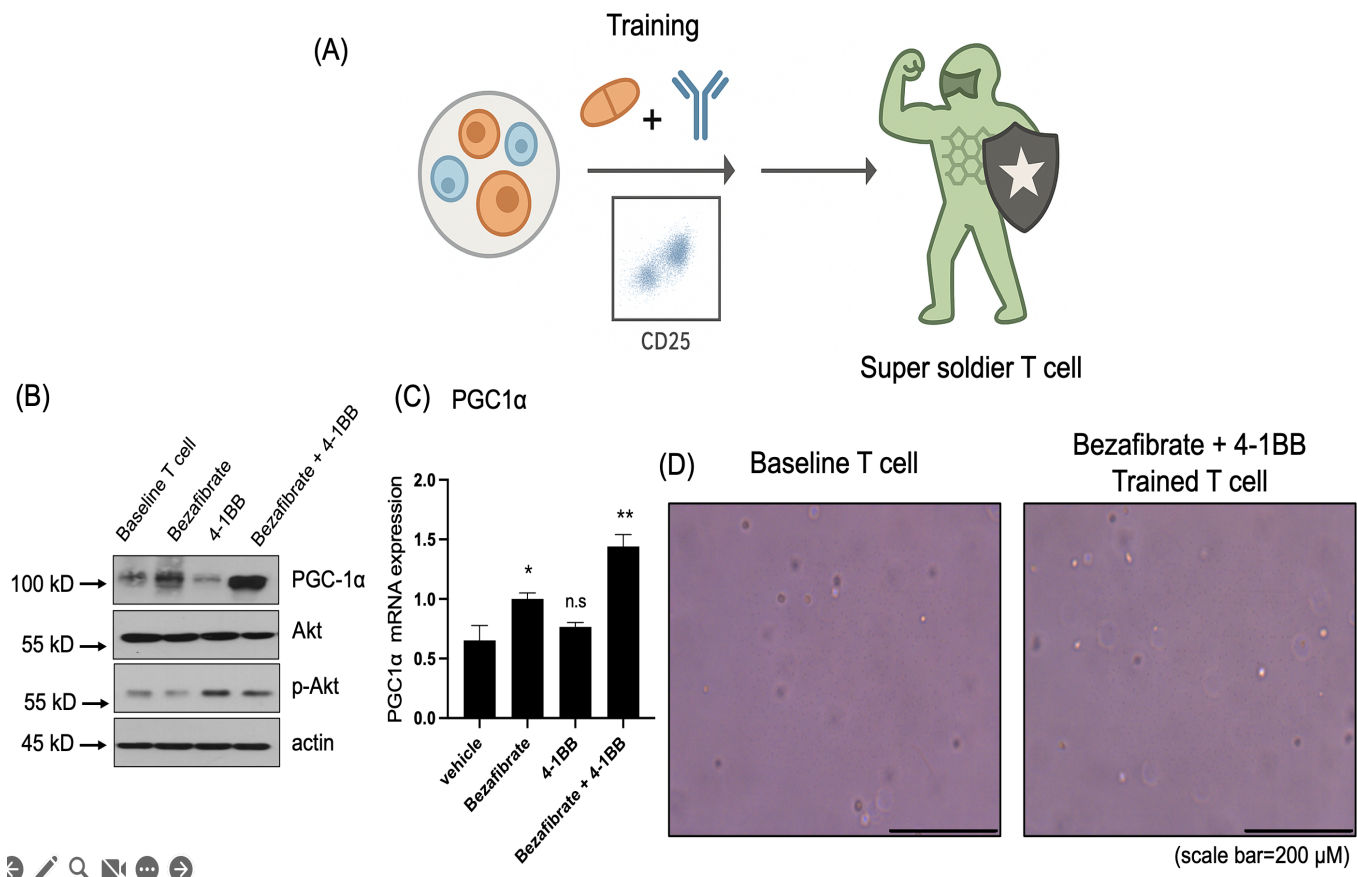 (A)
Training
+
CD25
Super soldier T cell
(B)
Baseline T cell
Bezafibrate
4-1BB
Bezafibrate + 4-1BB
100 kD
PGC-1α
55 kD
Akt
55 kD
p-Akt
45 kD
actin
(C)
PGC1α
PGC1α mRNA expression
2.0
1.5
1.0
0.5
0.0
*
n.s
**
vehicle
Bezafibrate
4-1BB
Bezafibrate + 4-1BB
(D)
Baseline T cell
Bezafibrate + 4-1BB
Trained T cell
(scale bar=200 µM)